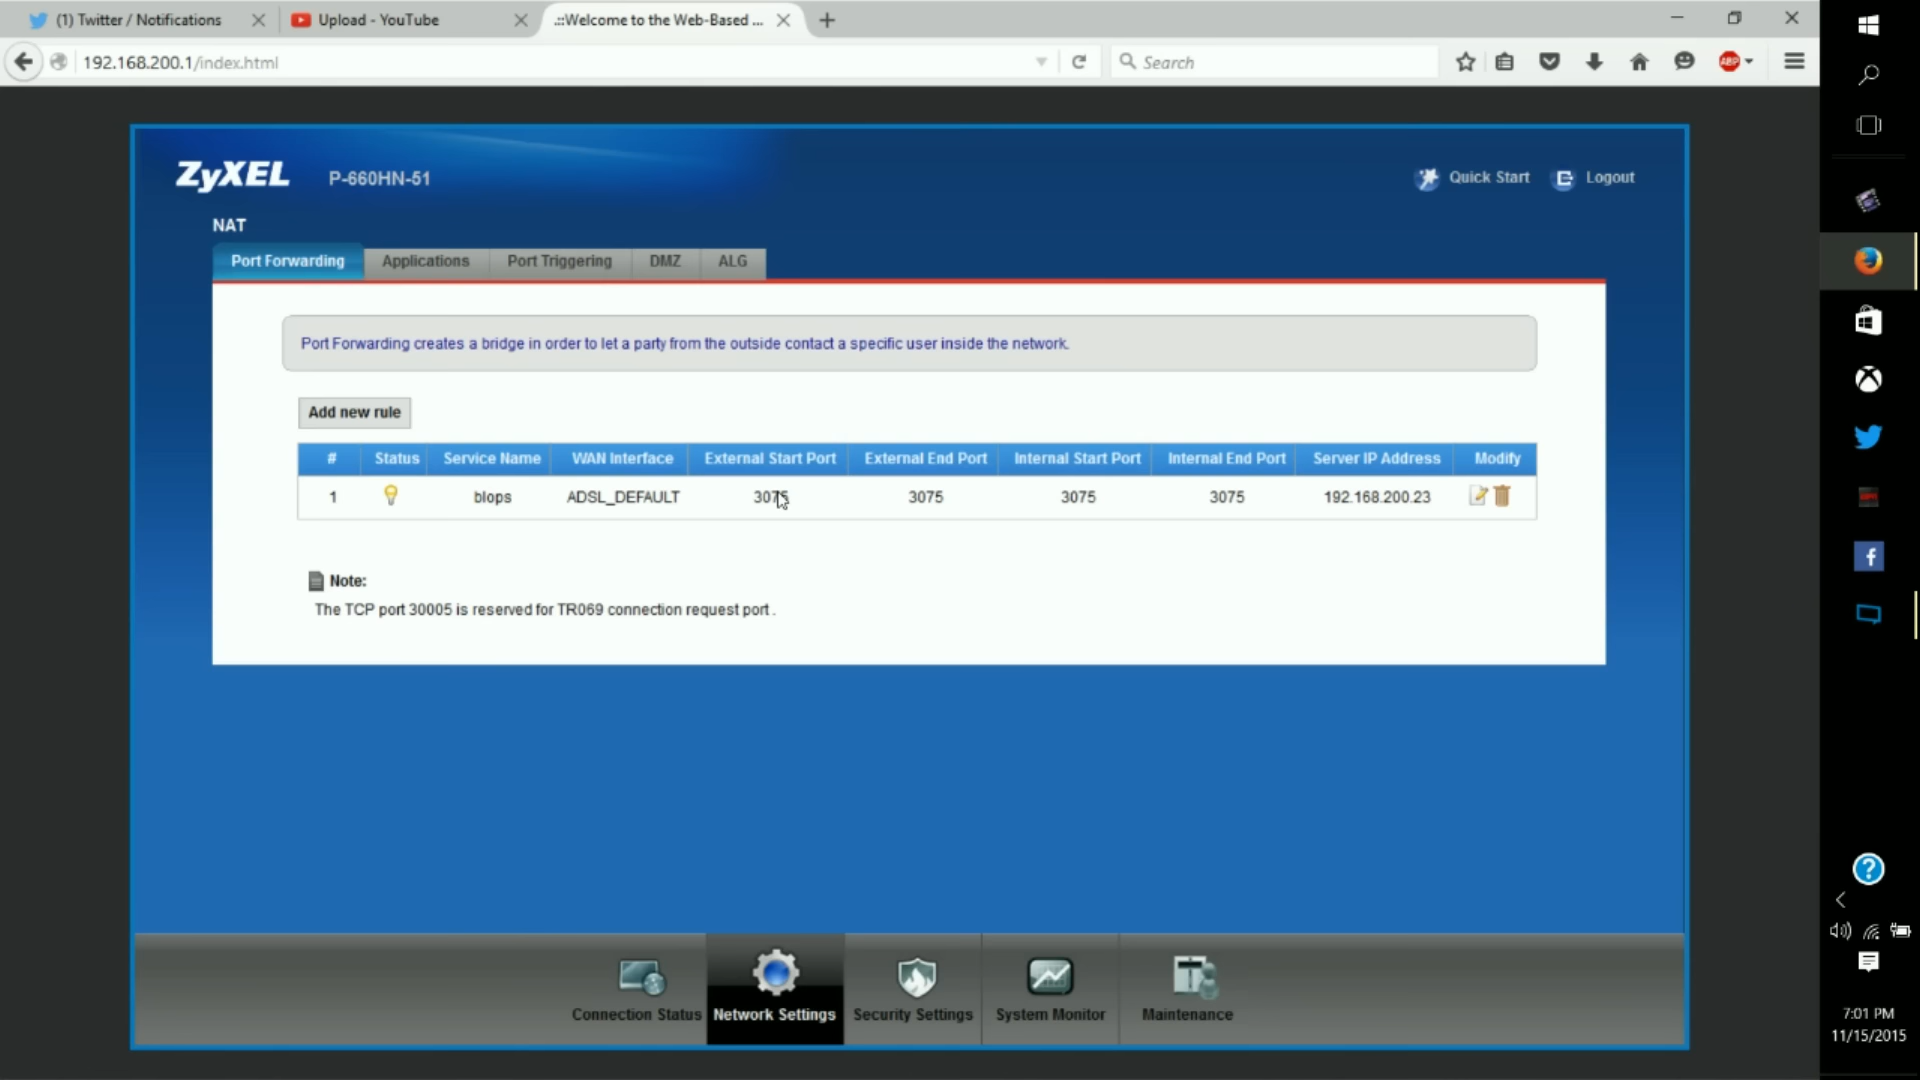 (1) Twitter / Notifications
Upload - YouTube
.::Welcome to the Web-Based ...
192.168.200.1/index.html
Search
ABP
ZyXEL P-660HN-51
Quick Start
Logout
NAT
Port Forwarding
Applications
Port Triggering
DMZ
ALG
Port Forwarding creates a bridge in order to let a party from the outside contact a specific user inside the network.
Add new rule
# Status Service Name WAN Interface External Start Port External End Port Internal Start Port Internal End Port Server IP Address Modify
1 blops ADSL_DEFAULT 3075 3075 3075 3075 192.168.200.23
Note:
The TCP port 30005 is reserved for TR069 connection request port .
Connection Status
Network Settings
Security Settings
System Monitor
Maintenance
7:01 PM
11/15/2015